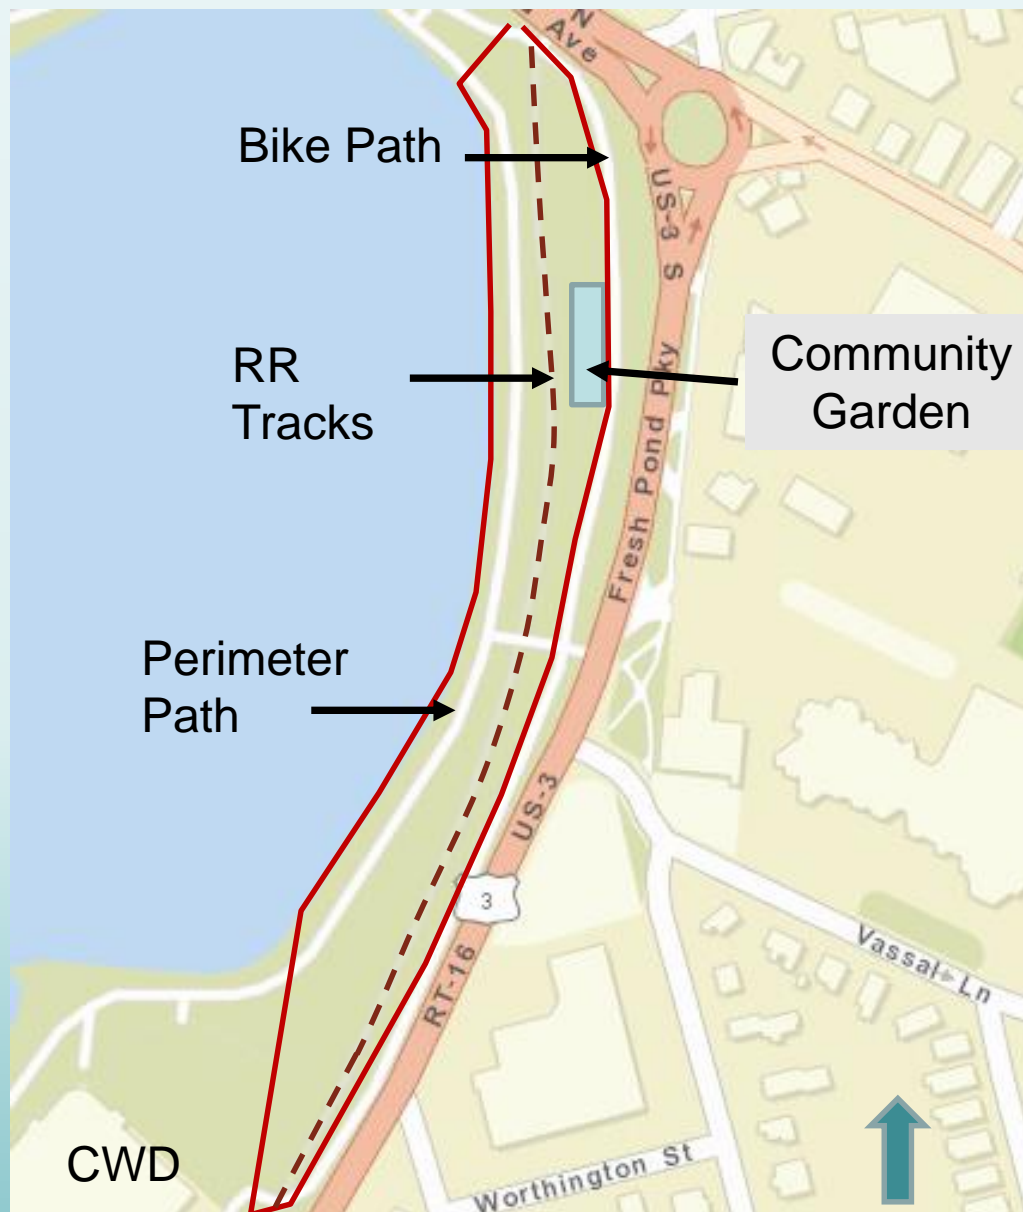 N
Ave
Bike Path
US-3 S
Community
Garden
RR
Tracks
Fresh Pond Pky
Perimeter
Path
US-3
3
RT-16
Vassal Ln
CWD
Worthington St